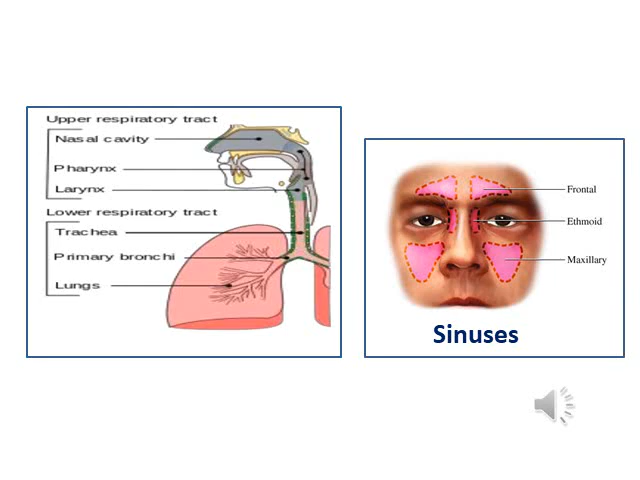 Upper respiratory tract
Nasal cavity
Pharynx
Larynx
Lower respiratory tract
Trachea
Primary bronchi
Lungs
Frontal
Ethmoid
Maxillary
Sinuses